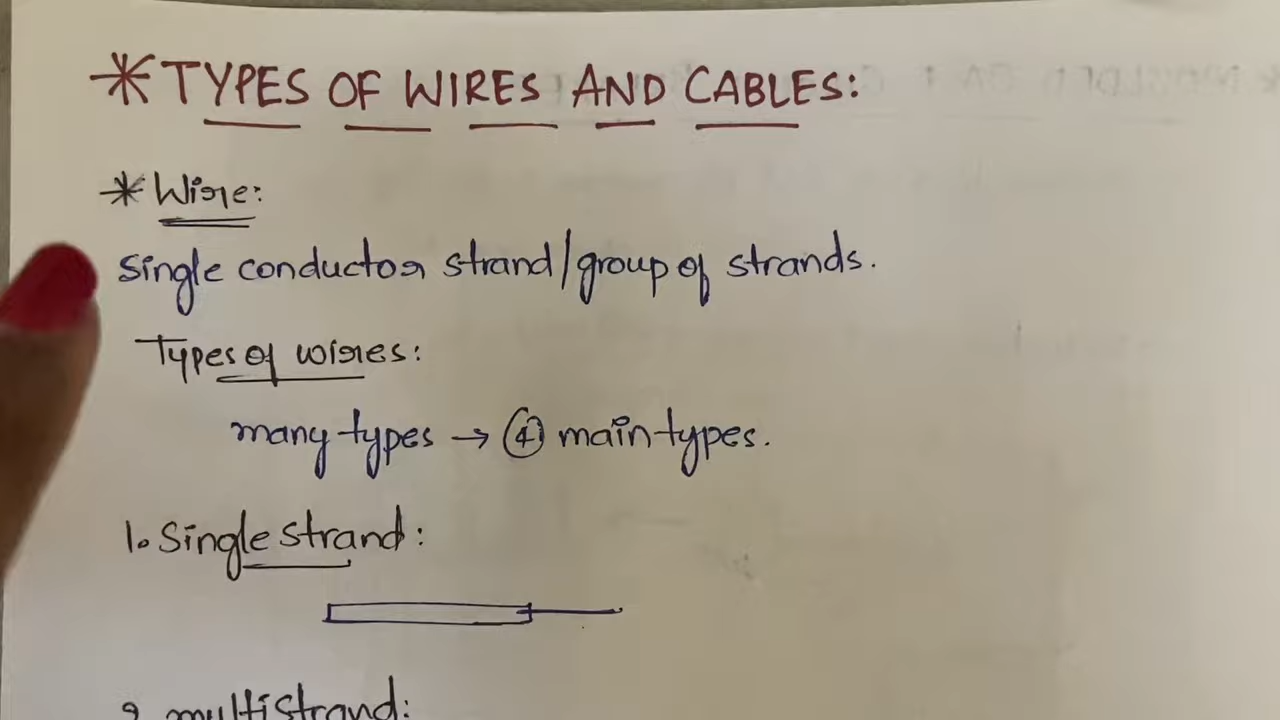 * TYPES OF WIRES AND CABLES:
* Wire:
single conductor strand/group of strands.
Types of wires:
many types → ④ main types.
1. Single strand:
2. multistrand: